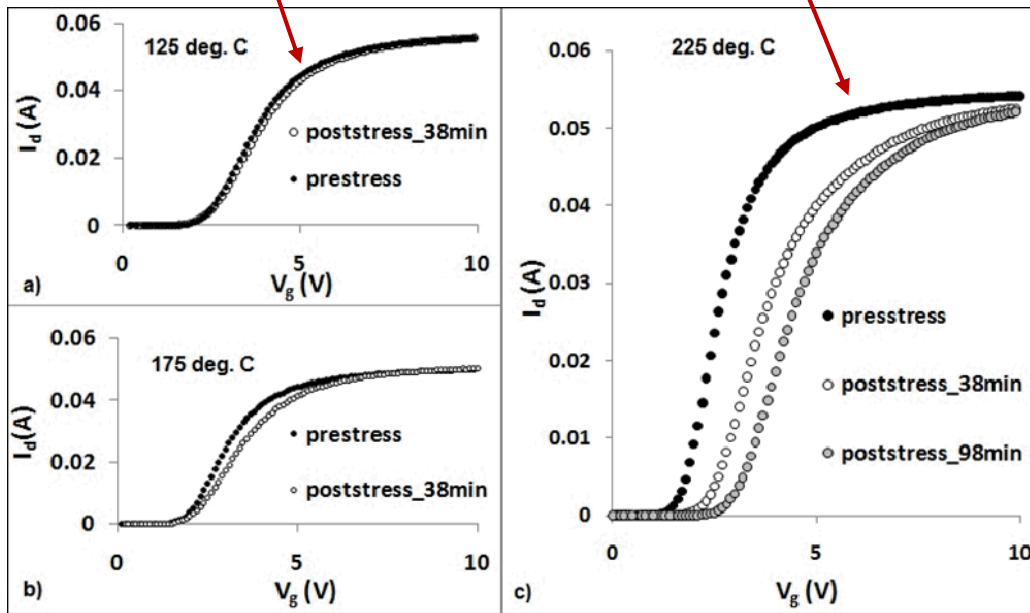 0.06
0.04
0.02
0
I_d (A)
125 deg. C
poststress_38min
prestress
0
5
10
V_g (V)
a)
0.06
0.04
0.02
0
I_d(A)
175 deg. C
prestress
poststress_38min
0
5
10
V_g (V)
b)
0.06
0.05
0.04
0.03
0.02
0.01
0
I_d (A)
225 deg. C
presstress
poststress_38min
poststress_98min
0
5
10
V_g (V)
c)